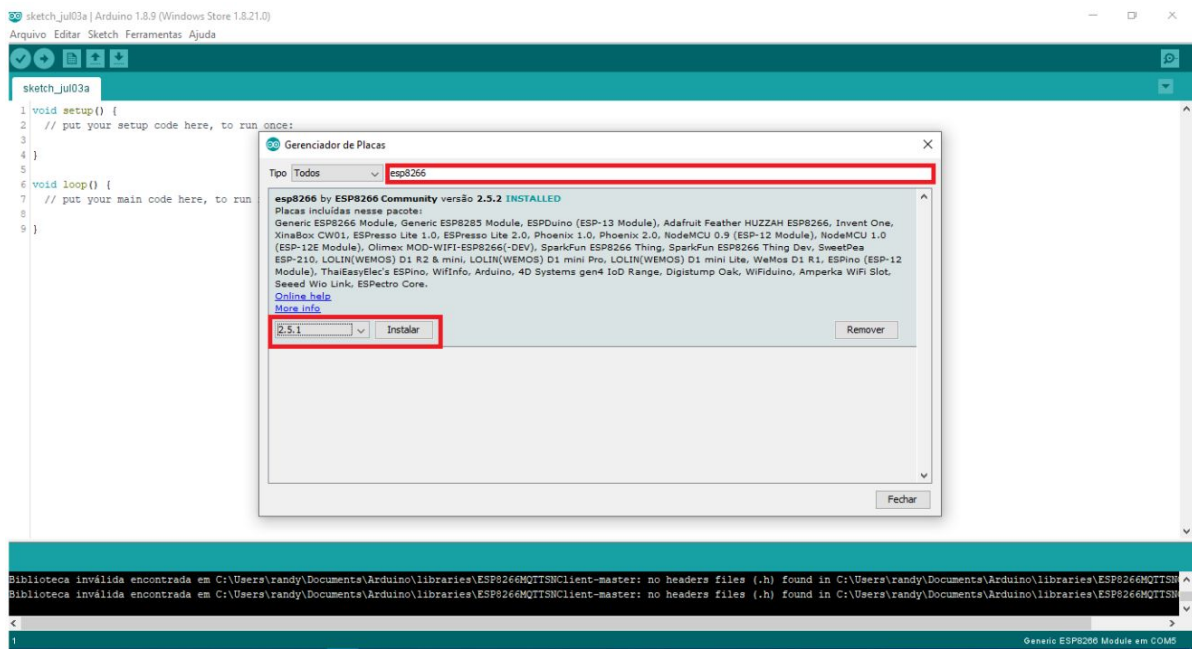 sketch_jul03a | Arduino 1.8.9 (Windows Store 1.8.21.0)
Arquivo Editar Sketch Ferramentas Ajuda
sketch_jul03a
1 void setup() {
2 // put your setup code here, to run once:
3
4 }
5
6 void loop() {
7 // put your main code here, to run
8
9 }
Gerenciador de Placas
Tipo Todos esp8266
esp8266 by ESP8266 Community versão 2.5.2 INSTALLED
Placas incluídas nesse pacote:
Generic ESP8266 Module, Generic ESP8285 Module, ESPDuino (ESP-13 Module), Adafruit Feather HUZZAH ESP8266, Invent One,
XinaBox CW01, ESPresso Lite 1.0, ESPresso Lite 2.0, Phoenix 1.0, Phoenix 2.0, NodeMCU 0.9 (ESP-12 Module), NodeMCU 1.0
(ESP-12E Module), Olimex MOD-WIFI-ESP8266(-DEV), SparkFun ESP8266 Thing, SparkFun ESP8266 Thing Dev, SweetPea
ESP-210, LOLIN(WEMOS) D1 R2 & mini, LOLIN(WEMOS) D1 mini Pro, LOLIN(WEMOS) D1 mini Lite, WeMos D1 R1, ESPino (ESP-12
Module), ThaiEasyElec's ESPino, WifInfo, Arduino, 4D Systems gen4 IoD Range, Digistump Oak, WiFiduino, Amperka WiFi Slot,
Seeed Wio Link, ESPectro Core.
Online help
More info
2.5.1 Instalar Remover
Fechar
Biblioteca inválida encontrada em C:\Users\randy\Documents\Arduino\libraries\ESP8266MQTTSNClient-master: no headers files (.h) found in C:\Users\randy\Documents\Arduino\libraries\ESP8266MQTTSN
Biblioteca inválida encontrada em C:\Users\randy\Documents\Arduino\libraries\ESP8266MQTTSNClient-master: no headers files (.h) found in C:\Users\randy\Documents\Arduino\libraries\ESP8266MQTTSN
1 Generic ESP8266 Module em COM5